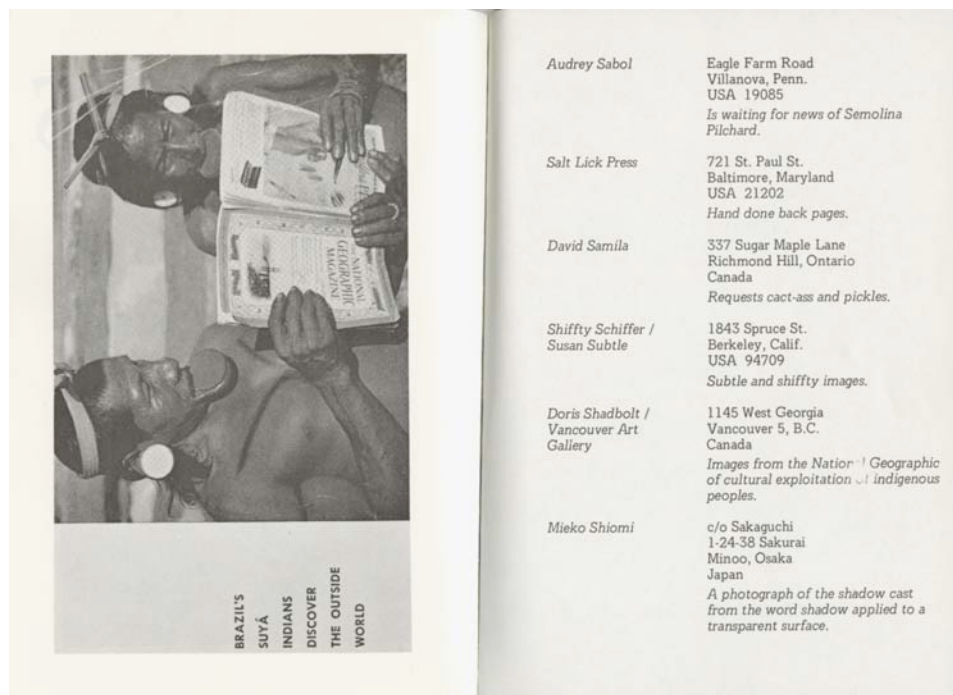 BRAZIL'S
SUYÁ
INDIANS
DISCOVER
THE OUTSIDE
WORLD
NATIONAL
GEOGRAPHIC
MAGAZINE
Audrey Sabol
Eagle Farm Road
Villanova, Penn.
USA 19085
Is waiting for news of Semolina
Pilchard.
Salt Lick Press
721 St. Paul St.
Baltimore, Maryland
USA 21202
Hand done back pages.
David Samila
337 Sugar Maple Lane
Richmond Hill, Ontario
Canada
Requests cact-ass and pickles.
Shiffty Schiffer /
Susan Subtle
1843 Spruce St.
Berkeley, Calif.
USA 94709
Subtle and shiffty images.
Doris Shadbolt /
Vancouver Art
Gallery
1145 West Georgia
Vancouver 5, B.C.
Canada
Images from the National Geographic
of cultural exploitation of indigenous
peoples.
Mieko Shiomi
c/o Sakaguchi
1-24-38 Sakurai
Minoo, Osaka
Japan
A photograph of the shadow cast
from the word shadow applied to a
transparent surface.